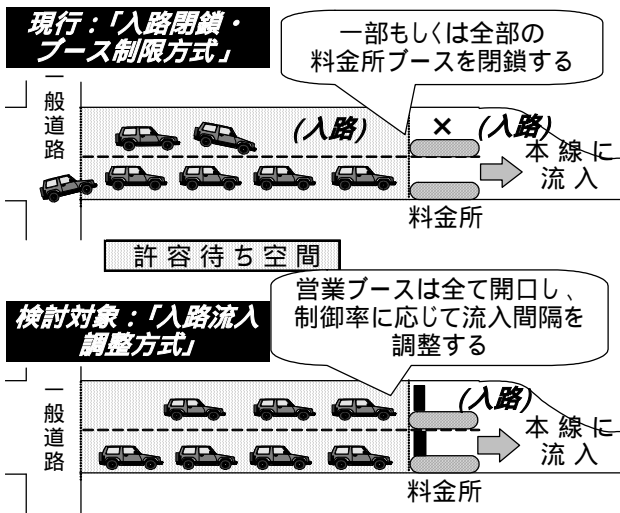 現行：「入路閉鎖・
ブース制限方式」
一部もしくは全部の
料金所ブースを閉鎖する
一般道路
(入路)
×
(入路)
本線に
流入
料金所
許容待ち空間
検討対象：「入路流入
調整方式」
営業ブースは全て開口し、
制御率に応じて流入間隔を
調整する
一般道路
(入路)
本線に
流入
料金所